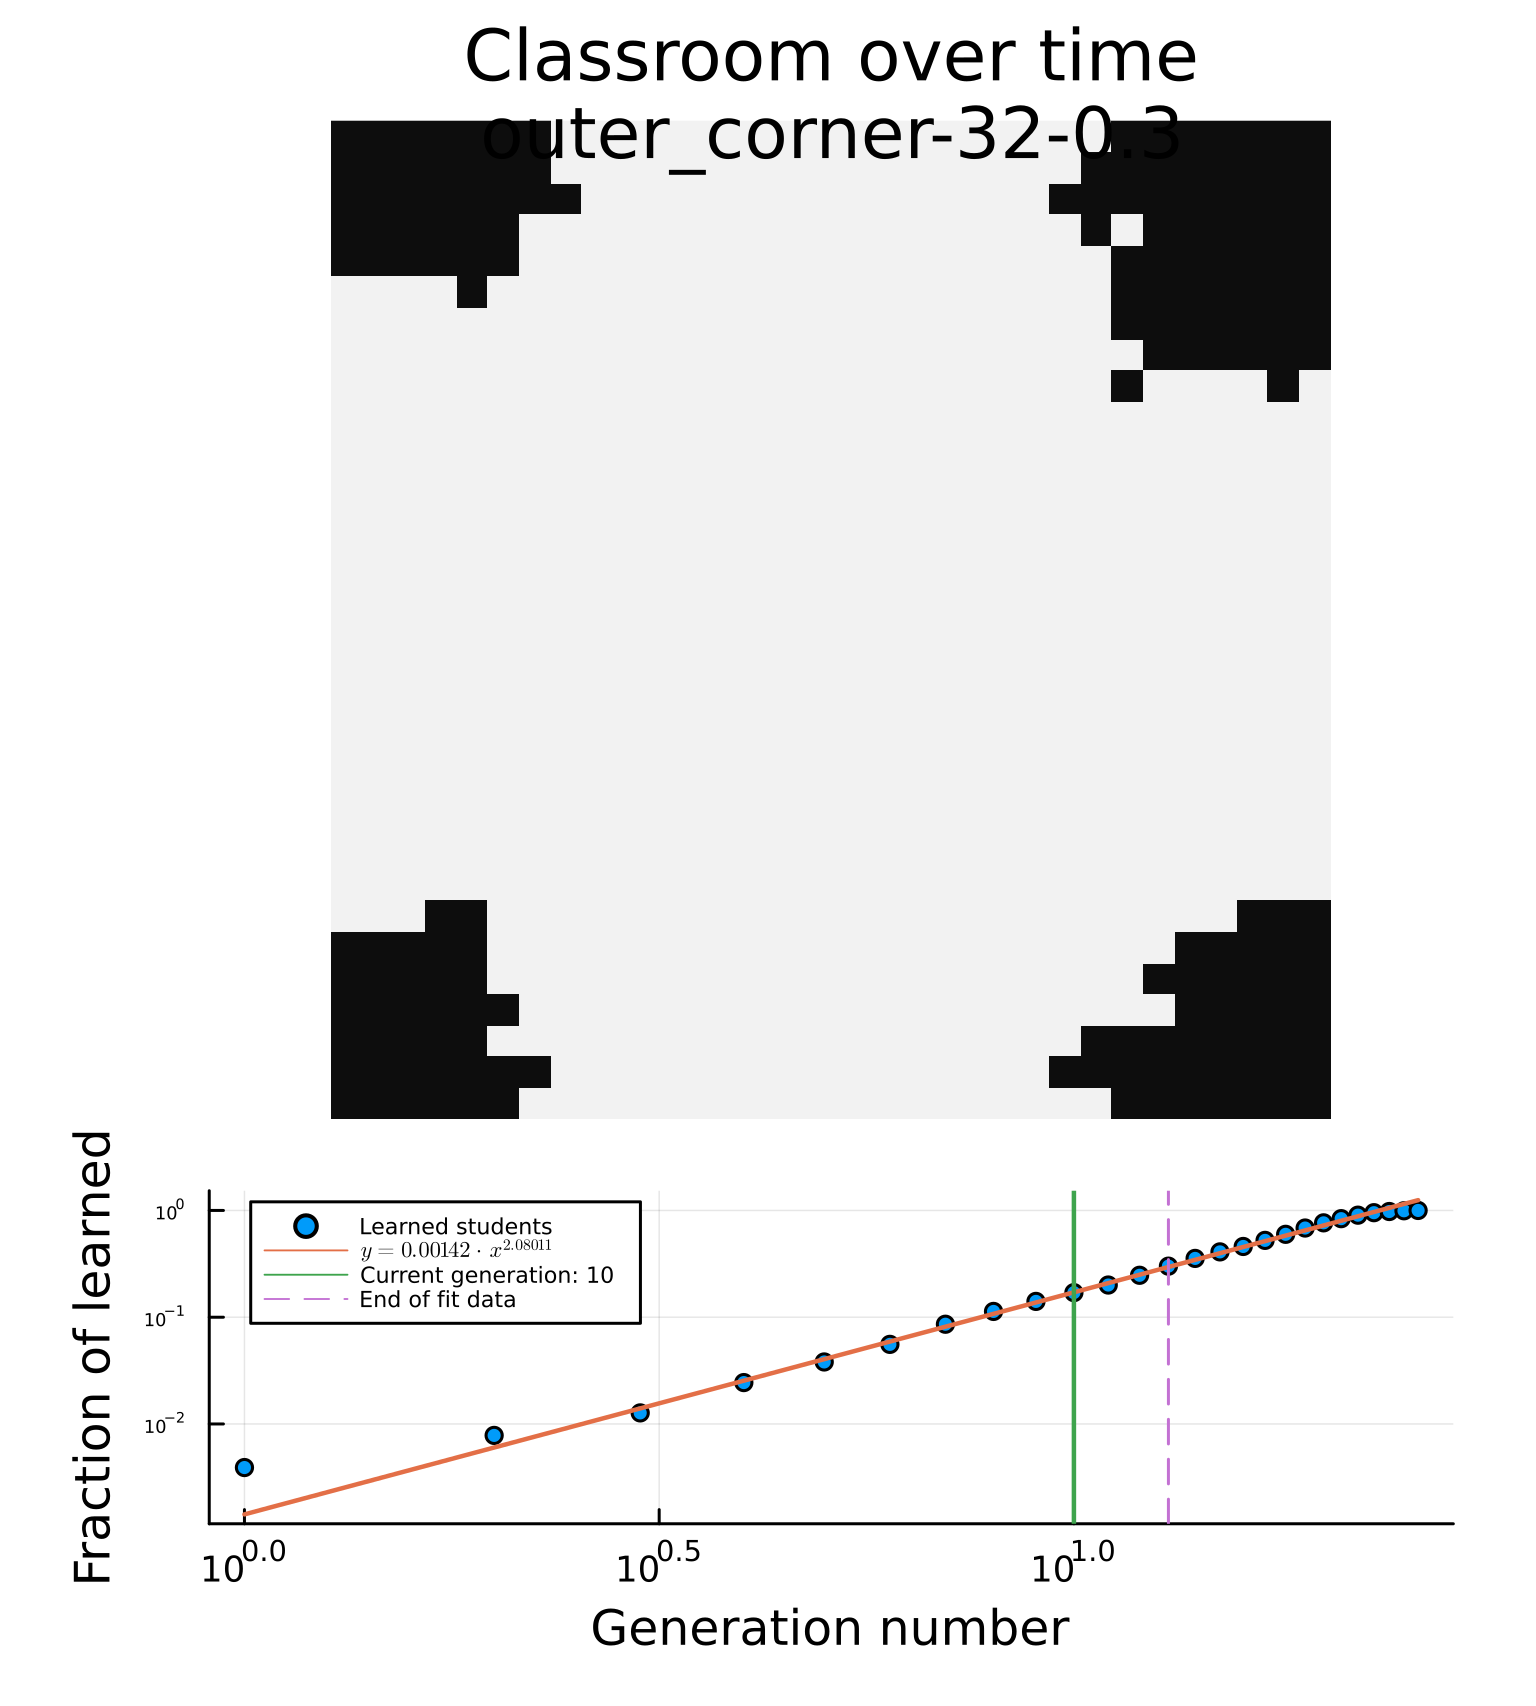 Classroom over time
outer_corner-32-0.3
Fraction of learned
10^0
10^−1
10^−2
Learned students
y = 0.00142 · x^2.08011
Current generation: 10
End of fit data
10^0.0 10^0.5 10^1.0
Generation number